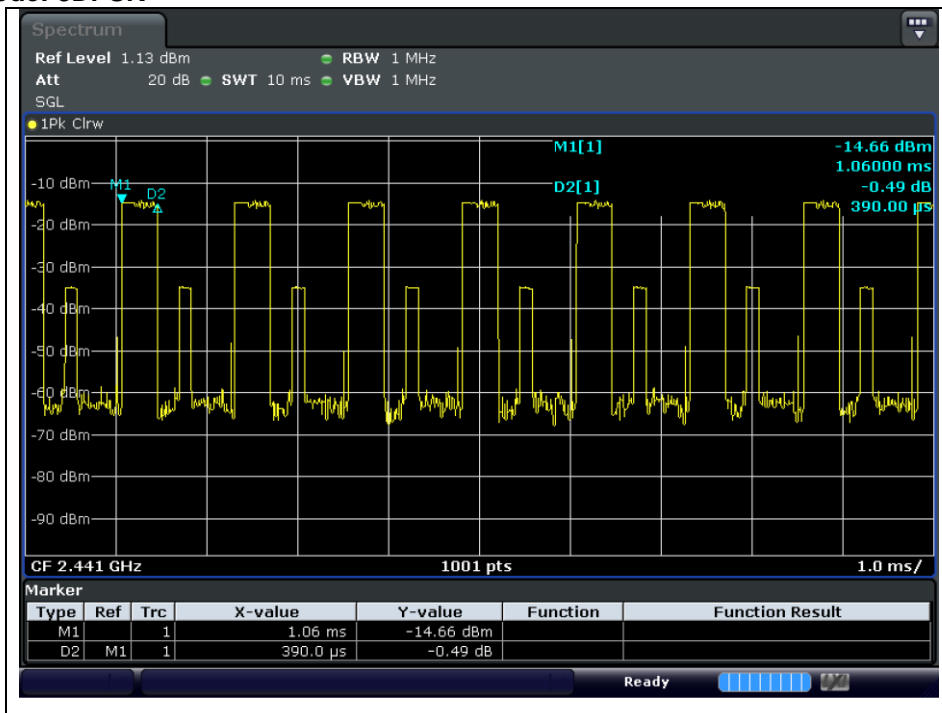 Spectrum
Ref Level 1.13 dBm RBW 1 MHz
Att 20 dB SWT 10 ms VBW 1 MHz
SGL
1Pk Clrw
M1[1] -14.66 dBm
1.06000 ms
D2[1] -0.49 dB
390.00 µs
M1
D2
-10 dBm
-20 dBm
-30 dBm
-40 dBm
-50 dBm
-60 dBm
-70 dBm
-80 dBm
-90 dBm
CF 2.441 GHz 1001 pts 1.0 ms/
Marker
Type Ref Trc X-value Y-value Function Function Result
M1 1 1.06 ms -14.66 dBm
D2 M1 1 390.0 µs -0.49 dB
Ready